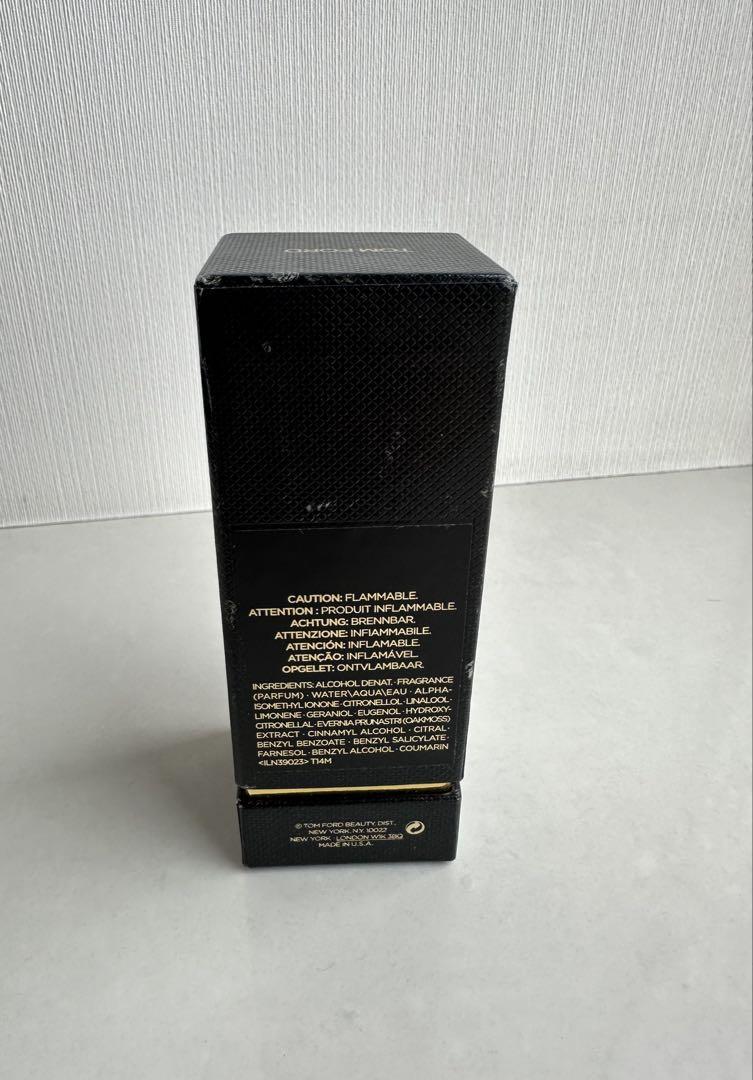 TOM FORD
CAUTION: FLAMMABLE.
ATTENTION : PRODUIT INFLAMMABLE.
ACHTUNG: BRENNBAR.
ATTENZIONE: INFIAMMABILE.
ATENCIÓN: INFLAMABLE.
ATENÇÃO: INFLAMÁVEL.
OPGELET: ONTVLAMBAAR.
INGREDIENTS: ALCOHOL DENAT. · FRAGRANCE
(PARFUM) · WATER\AQUA\EAU · ALPHA-
ISOMETHYL IONONE · CITRONELLOL · LINALOOL ·
LIMONENE · GERANIOL · EUGENOL · HYDROXY-
CITRONELLAL · EVERNIA PRUNASTRI (OAKMOSS)
EXTRACT · CINNAMYL ALCOHOL · CITRAL ·
BENZYL BENZOATE · BENZYL SALICYLATE ·
FARNESOL · BENZYL ALCOHOL · COUMARIN
<ILN39023> T14M
© TOM FORD BEAUTY, DIST.,
NEW YORK, N.Y. 10022
NEW YORK · LONDON W1K 3BQ
MADE IN U.S.A.